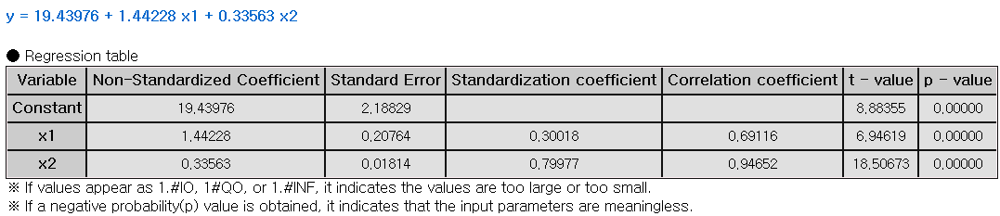 y = 19.43976 + 1.44228 x1 + 0.33563 x2
● Regression table
Variable Non-Standardized Coefficient Standard Error Standardization coefficient Correlation coefficient t - value p - value
Constant 19.43976 2.18829 8.88355 0.00000
x1 1.44228 0.20764 0.30018 0.69116 6.94619 0.00000
x2 0.33563 0.01814 0.79977 0.94652 18.50673 0.00000
※ If values appear as 1.#IO, 1#QO, or 1.#INF, it indicates the values are too large or too small.
※ If a negative probability(p) value is obtained, it indicates that the input parameters are meaningless.